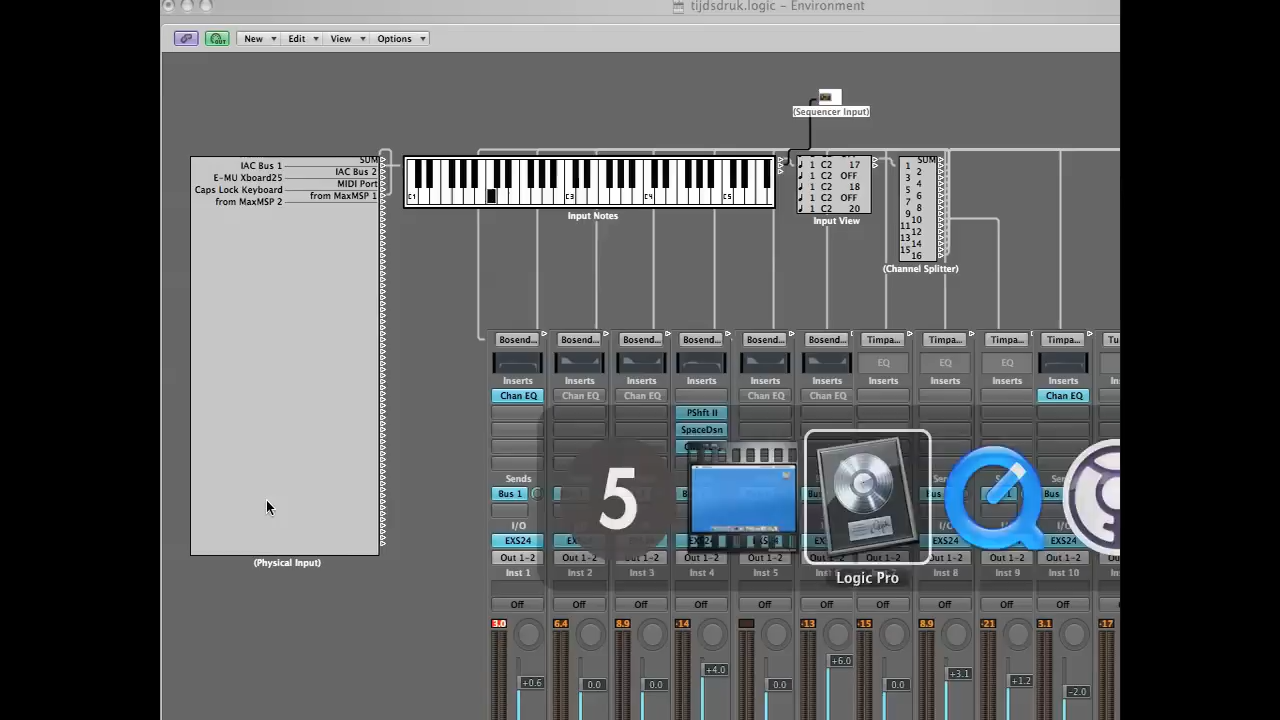 tijdsdruk.logic – Environment
New Edit View Options
(Sequencer Input)
SUM
IAC Bus 1
IAC Bus 2
E-MU Xboard25
MIDI Port
Caps Lock Keyboard
from MaxMSP 1
from MaxMSP 2
(Physical Input)
C1 C3 C4 C5
Input Notes
1 C2 17
1 C2 OFF
1 C2 18
1 C2 OFF
1 C2 20
Input View
SUM
1
2
3
4
5
6
7
8
9
10
11
12
13
14
15
16
(Channel Splitter)
Bosend... Bosend... Bosend... Bosend... Bosend... Bosend... Timpa... Timpa... Timpa... Timpa...
EQ EQ EQ
Inserts Inserts Inserts Inserts Inserts Inserts Inserts Inserts Inserts Inserts
Chan EQ Chan EQ Chan EQ Chan EQ Chan EQ Chan EQ
PShft II
SpaceDsn
Sends
Bus 1
5
I/O
EXS24 EXS24 EXS24 EXS24 EXS24
Out 1-2 Out 1-2 Out 1-2 Out 1-2 Out 1-2 Out 1-2 Out 1-2 Out 1-2 Out 1-2 Out 1-2
Inst 1 Inst 2 Inst 3 Inst 4 Inst 5 Inst 8 Inst 9 Inst 10
Logic Pro
Off Off Off Off Off Off Off Off Off Off
3.0 6.4 8.9 -14 -13 -15 8.9 -21 3.1 -17
+0.6 0.0 0.0 +4.0 0.0 +6.0 0.0 +3.1 +1.2 -2.0